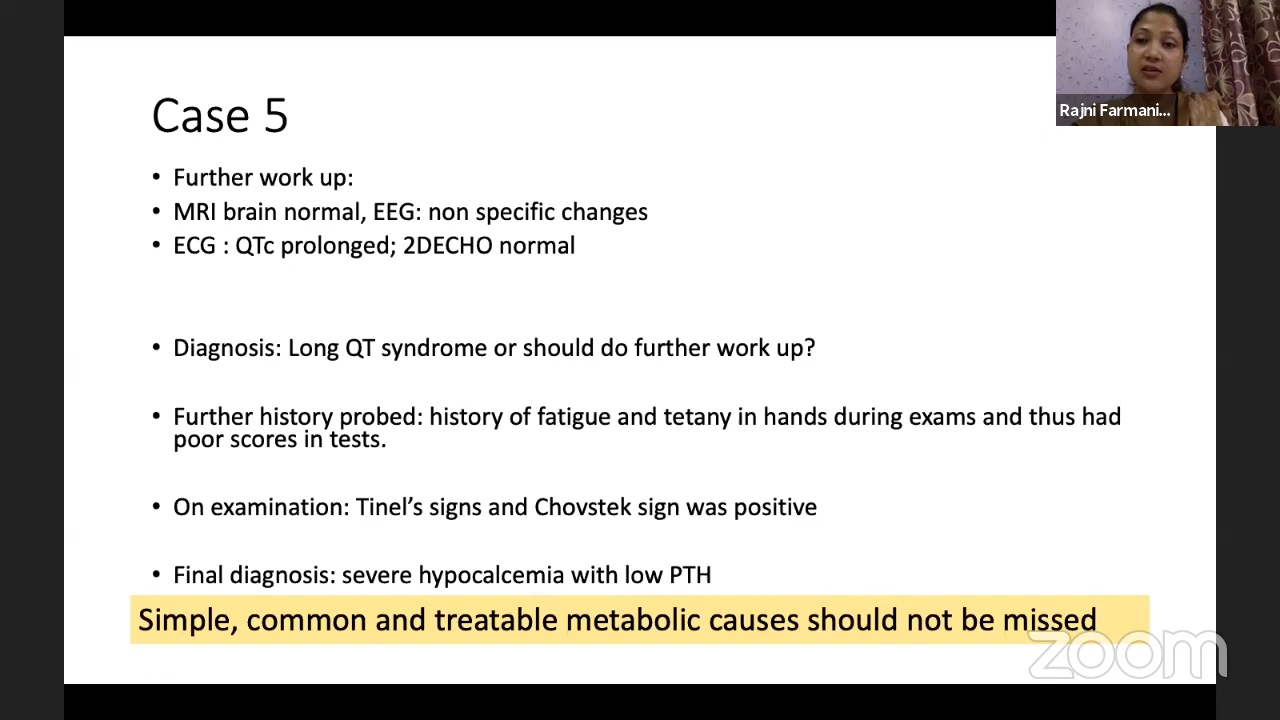 Case 5
• Further work up:
• MRI brain normal, EEG: non specific changes
• ECG : QTc prolonged; 2DECHO normal
• Diagnosis: Long QT syndrome or should do further work up?
• Further history probed: history of fatigue and tetany in hands during exams and thus had
poor scores in tests.
• On examination: Tinel’s signs and Chovstek sign was positive
• Final diagnosis: severe hypocalcemia with low PTH
Simple, common and treatable metabolic causes should not be missed
Rajni Farmani...
zoom